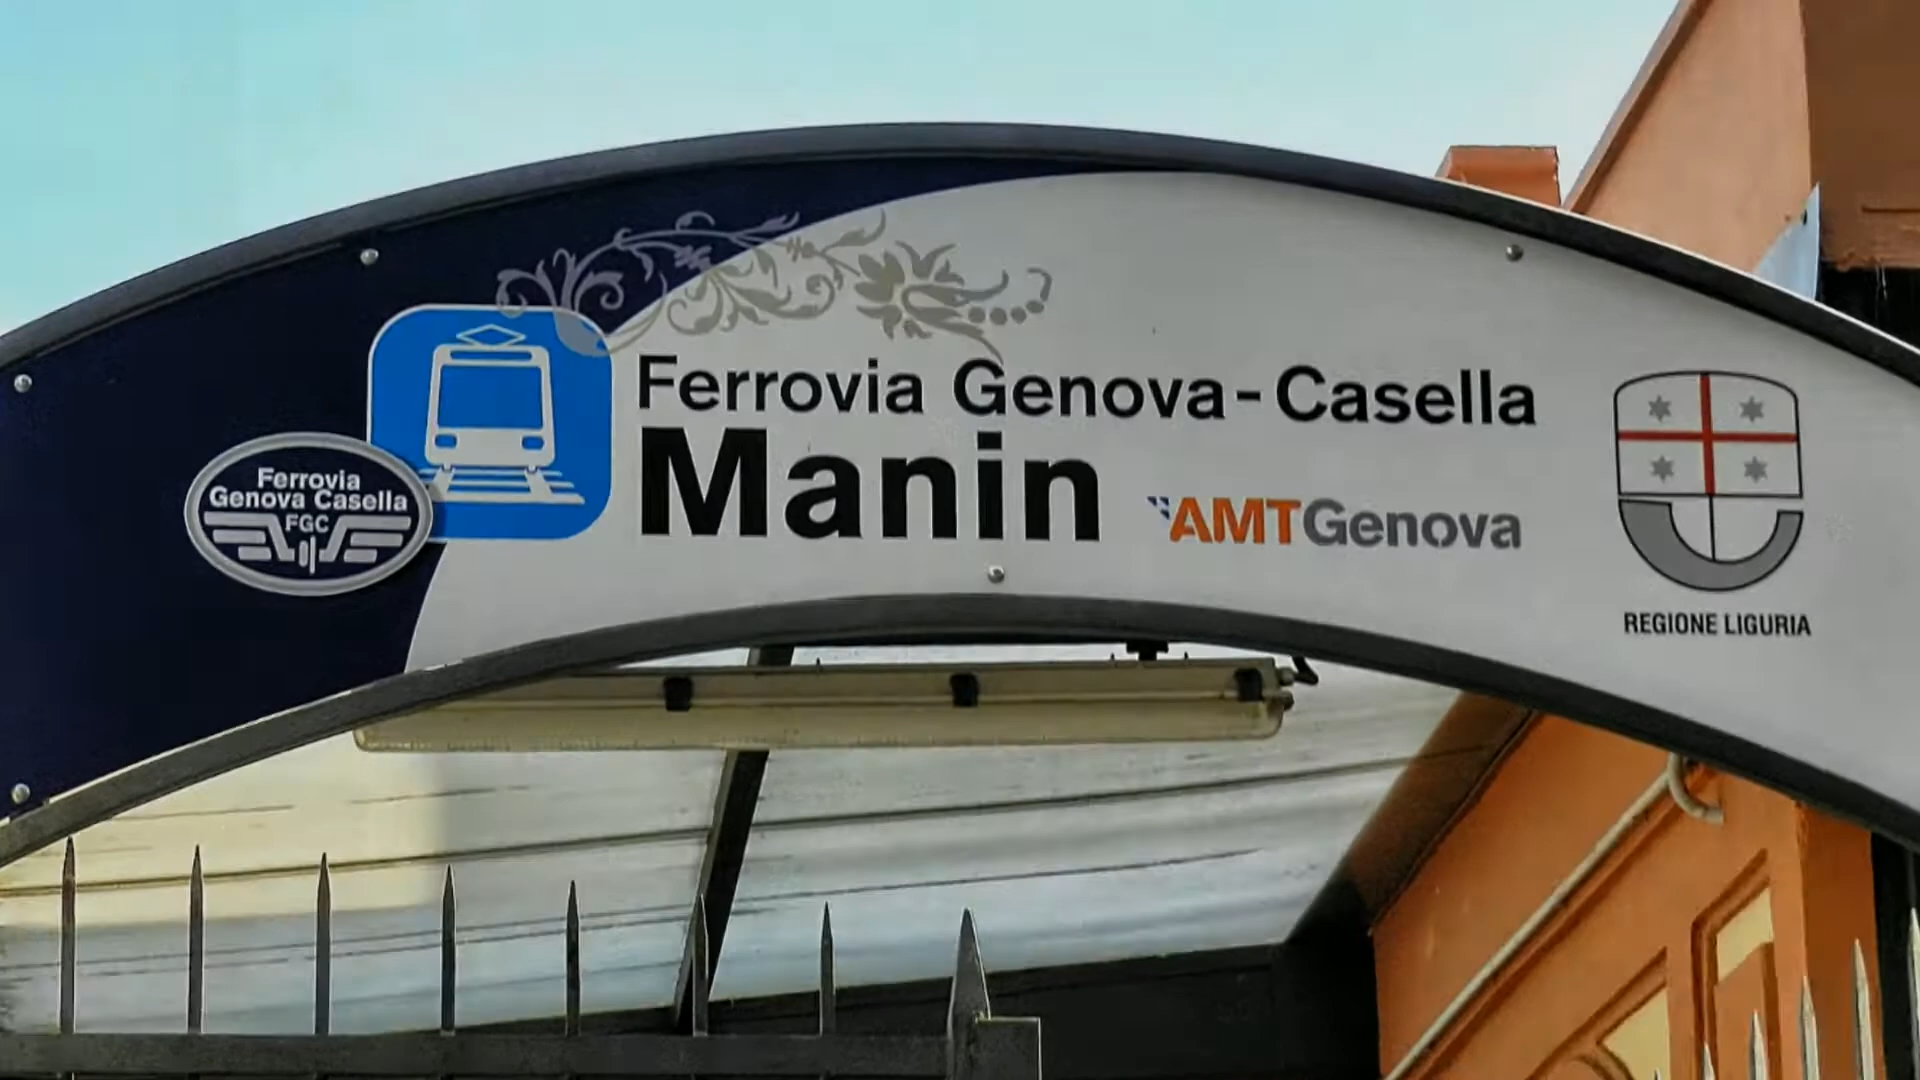 Ferrovia Genova-Casella
Manin
AMTGenova
Ferrovia
Genova Casella
FGC
REGIONE LIGURIA